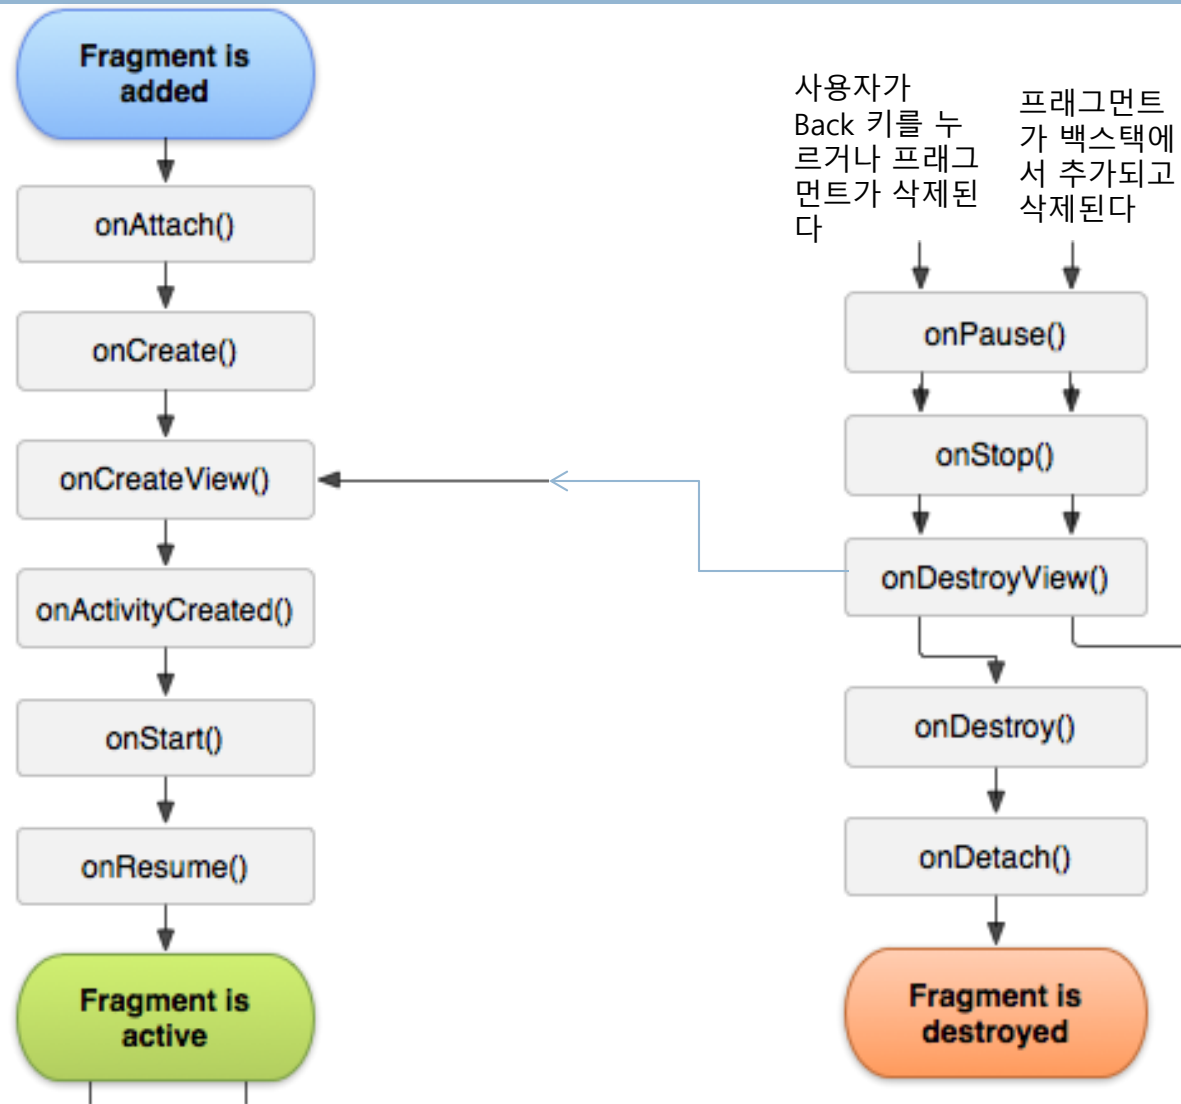 Fragment is
added
onAttach()
onCreate()
onCreateView()
onActivityCreated()
onStart()
onResume()
Fragment is
active
사용자가
Back 키를 누
르거나 프래그
먼트가 삭제된
다
프래그먼트
가 백스택에
서 추가되고
삭제된다
onPause()
onStop()
onDestroyView()
onDestroy()
onDetach()
Fragment is
destroyed